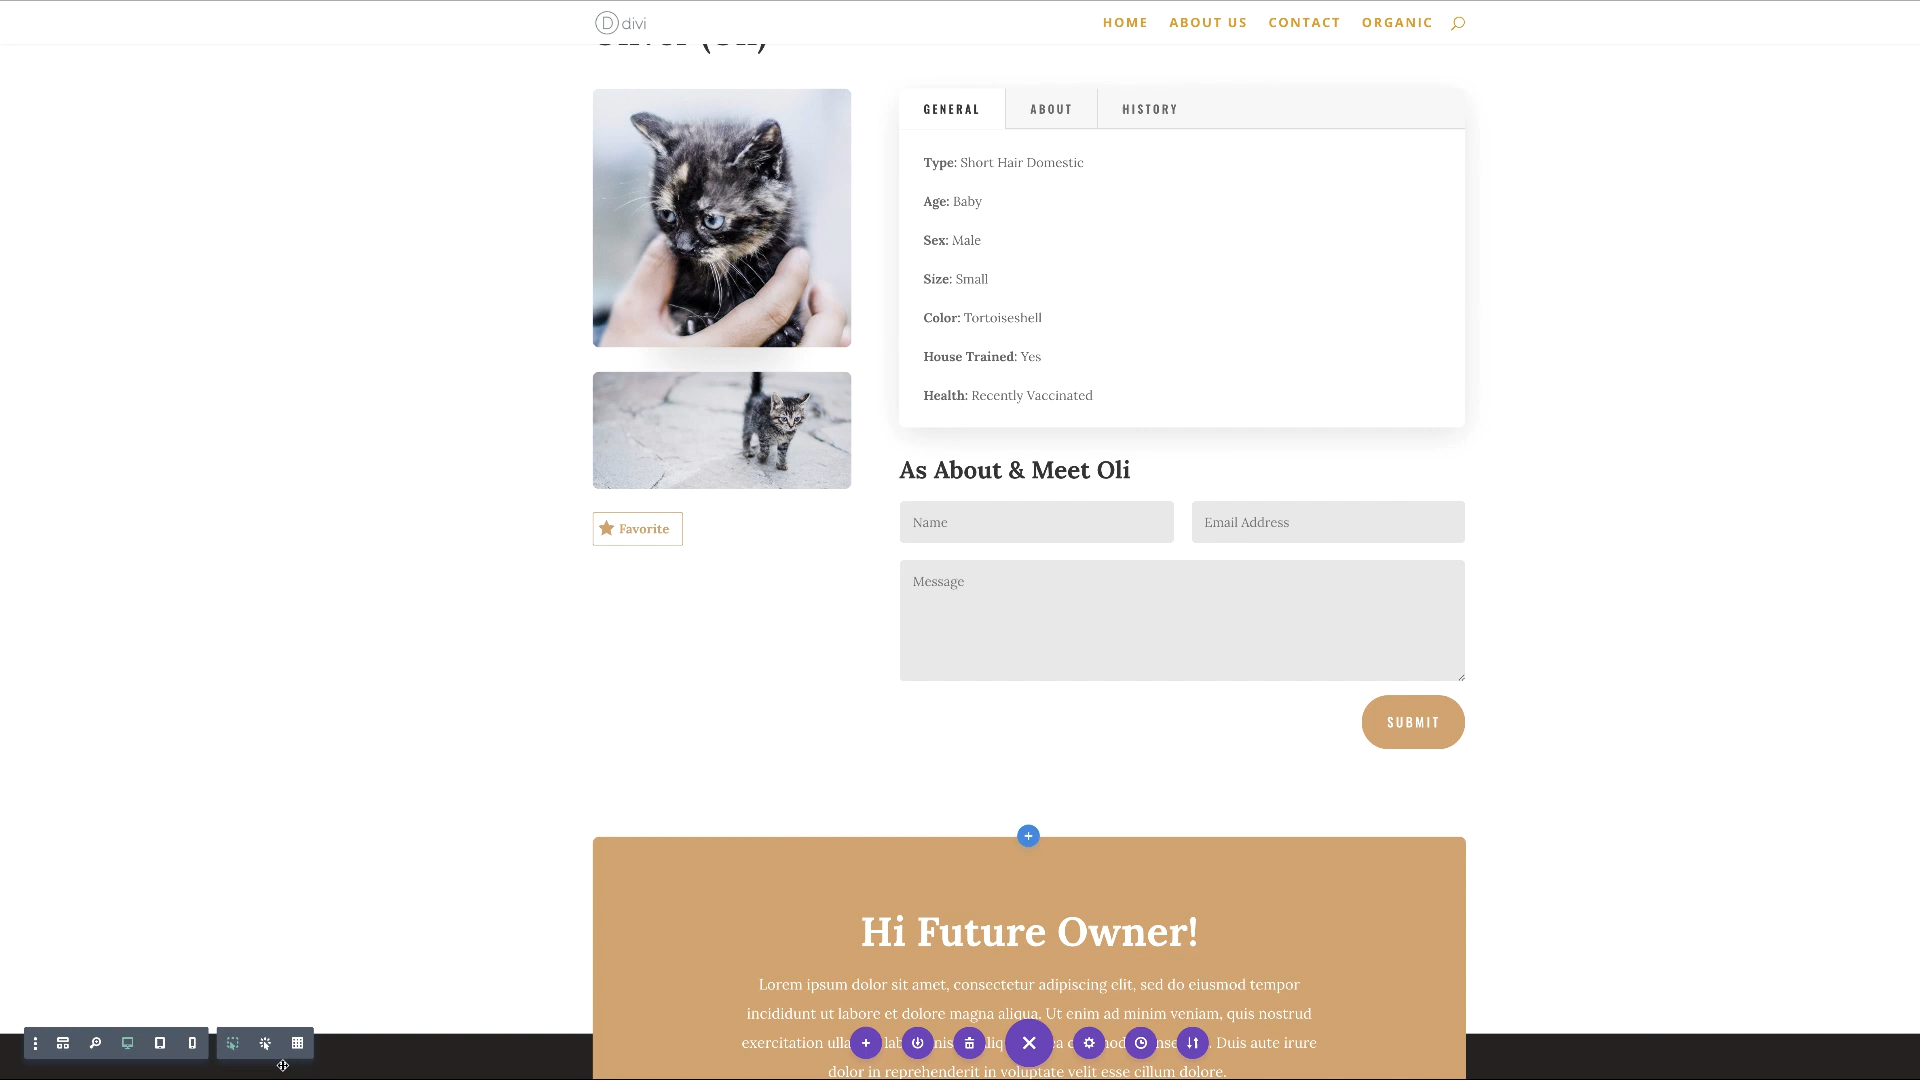 divi
HOME ABOUT US CONTACT ORGANIC
GENERAL ABOUT HISTORY
Type: Short Hair Domestic
Age: Baby
Sex: Male
Size: Small
Color: Tortoiseshell
House Trained: Yes
Health: Recently Vaccinated
Favorite
As About & Meet Oli
Name
Email Address
Message
SUBMIT
Hi Future Owner!
Lorem ipsum dolor sit amet, consectetur adipiscing elit, sed do eiusmod tempor
incididunt ut labore et dolore magna aliqua. Ut enim ad minim veniam, quis nostrud
exercitation Duis aute irure
dolor in reprehenderit in voluptate velit esse cillum dolore.